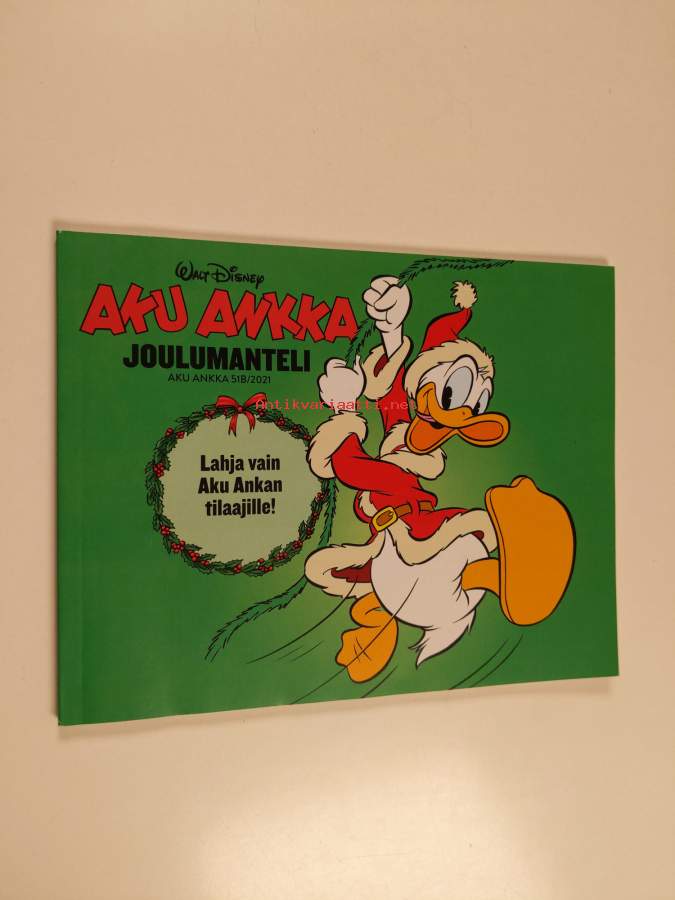 Walt Disney
AKU ANKKA
JOULUMANTELI
AKU ANKKA 51B/2021
Antikvariaatti.net
Lahja vain
Aku Ankan
tilaajille!